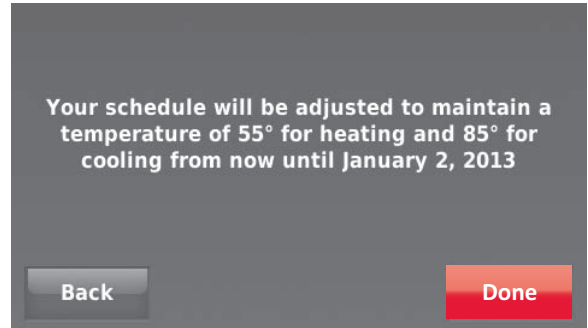 Your schedule will be adjusted to maintain a
temperature of 55° for heating and 85° for
cooling from now until January 2, 2013
Back
Done